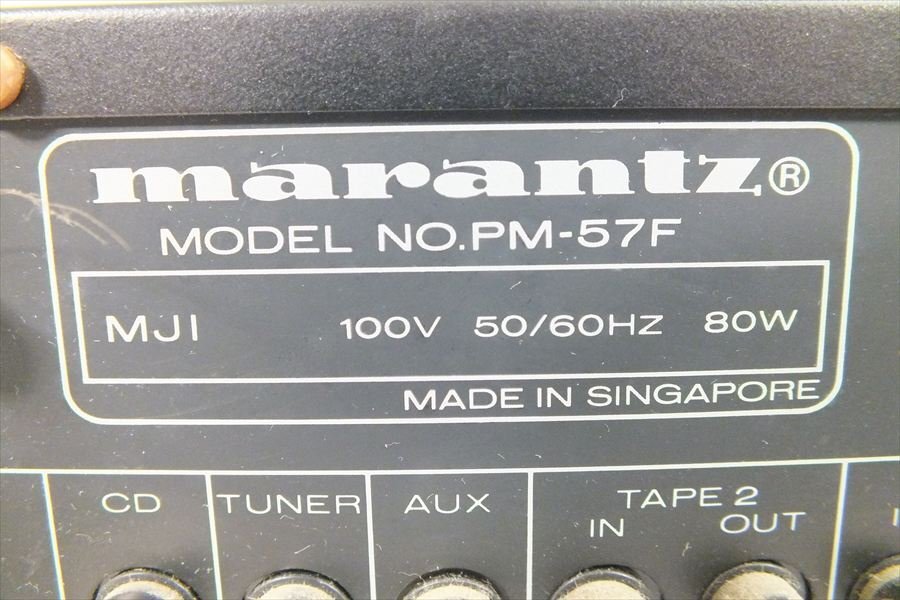 marantz®
MODEL NO.PM-57F
MJI 100V 50/60HZ 80W
MADE IN SINGAPORE
CD TUNER AUX TAPE 2
IN OUT